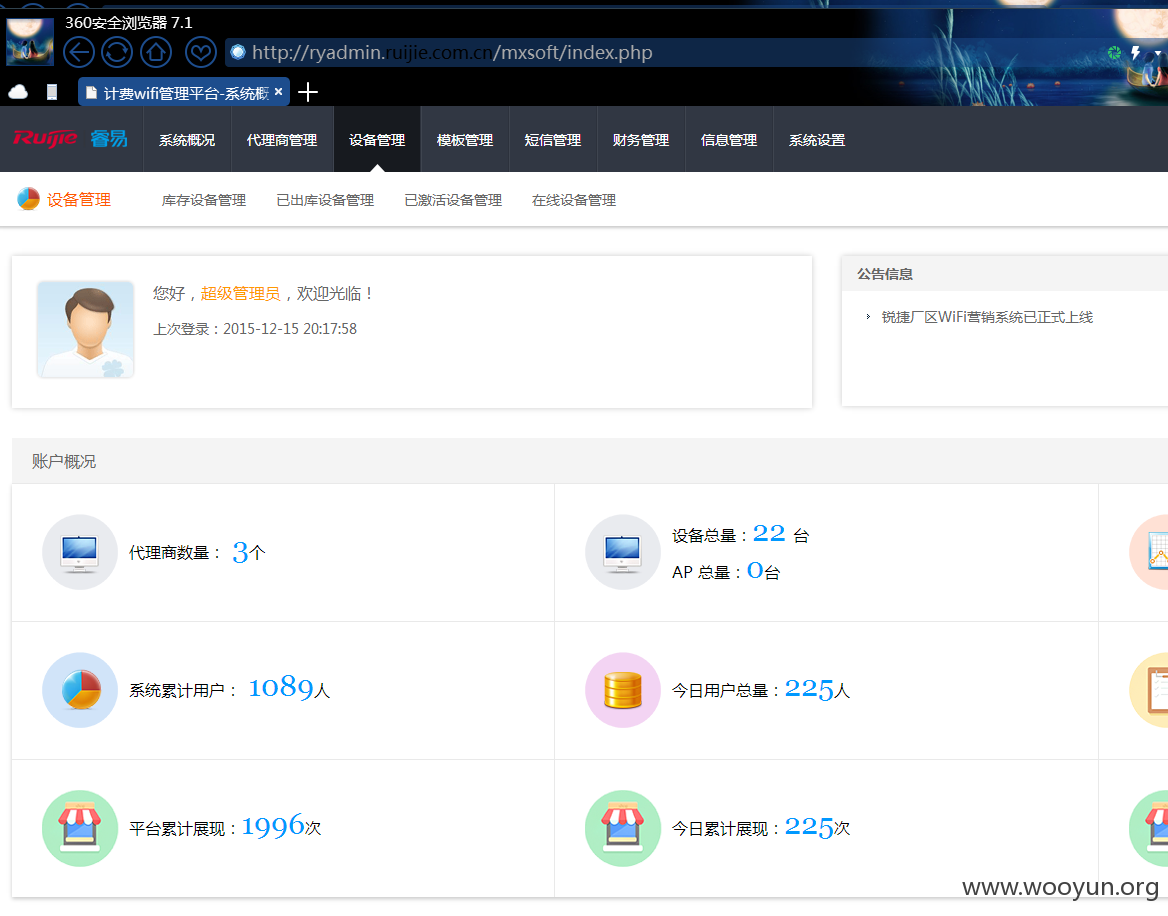 360安全浏览器 7.1
http://ryadmin.ruijie.com.cn/mxsoft/index.php
计费wifi管理平台-系统概
Ruijie 睿易 系统概况 代理商管理 设备管理 模板管理 短信管理 财务管理 信息管理 系统设置
设备管理 库存设备管理 已出库设备管理 已激活设备管理 在线设备管理
您好，超级管理员，欢迎光临！
上次登录：2015-12-15 20:17:58
公告信息
锐捷厂区WiFi营销系统已正式上线
账户概况
代理商数量： 3个
设备总量：22 台
AP 总量：0台
系统累计用户： 1089人
今日用户总量：225人
平台累计展现：1996次
今日累计展现：225次
www.wooyun.org